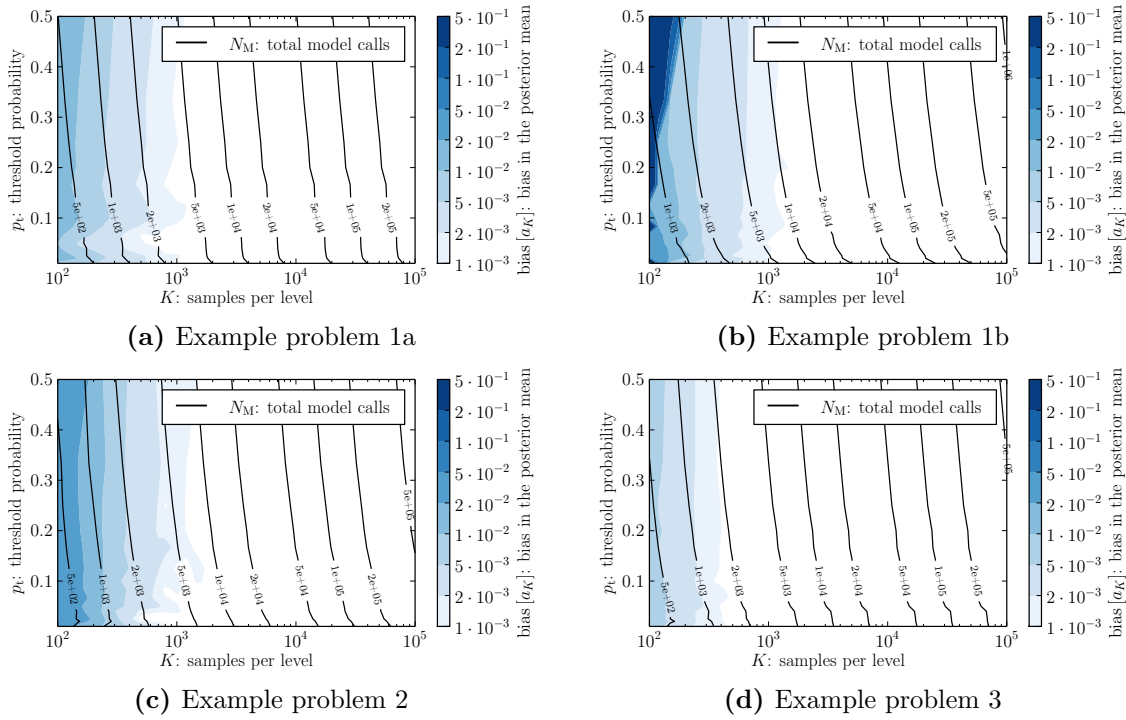 N_M: total model calls
0.5
0.4
0.3
0.2
0.1
p_t: threshold probability
5e+02
1e+03
2e+03
5e+03
1e+04
2e+04
5e+04
1e+05
2e+05
10^2
10^3
10^4
10^5
K: samples per level
5 · 10^-1
2 · 10^-1
1 · 10^-1
5 · 10^-2
2 · 10^-2
1 · 10^-2
5 · 10^-3
2 · 10^-3
1 · 10^-3
bias [a_K]: bias in the posterior mean
(a) Example problem 1a
N_M: total model calls
0.5
0.4
0.3
0.2
0.1
p_t: threshold probability
1e+03
2e+03
5e+03
1e+04
2e+04
5e+04
1e+05
2e+05
5e+05
1e+06
10^2
10^3
10^4
10^5
K: samples per level
5 · 10^-1
2 · 10^-1
1 · 10^-1
5 · 10^-2
2 · 10^-2
1 · 10^-2
5 · 10^-3
2 · 10^-3
1 · 10^-3
bias [a_K]: bias in the posterior mean
(b) Example problem 1b
N_M: total model calls
0.5
0.4
0.3
0.2
0.1
p_t: threshold probability
5e+02
1e+03
2e+03
5e+03
1e+04
2e+04
5e+04
1e+05
2e+05
5e+05
10^2
10^3
10^4
10^5
K: samples per level
5 · 10^-1
2 · 10^-1
1 · 10^-1
5 · 10^-2
2 · 10^-2
1 · 10^-2
5 · 10^-3
2 · 10^-3
1 · 10^-3
bias [a_K]: bias in the posterior mean
(c) Example problem 2
N_M: total model calls
0.5
0.4
0.3
0.2
0.1
p_t: threshold probability
5e+02
1e+03
2e+03
5e+03
1e+04
2e+04
5e+04
1e+05
2e+05
5e+05
10^2
10^3
10^4
10^5
K: samples per level
5 · 10^-1
2 · 10^-1
1 · 10^-1
5 · 10^-2
2 · 10^-2
1 · 10^-2
5 · 10^-3
2 · 10^-3
1 · 10^-3
bias [a_K]: bias in the posterior mean
(d) Example problem 3